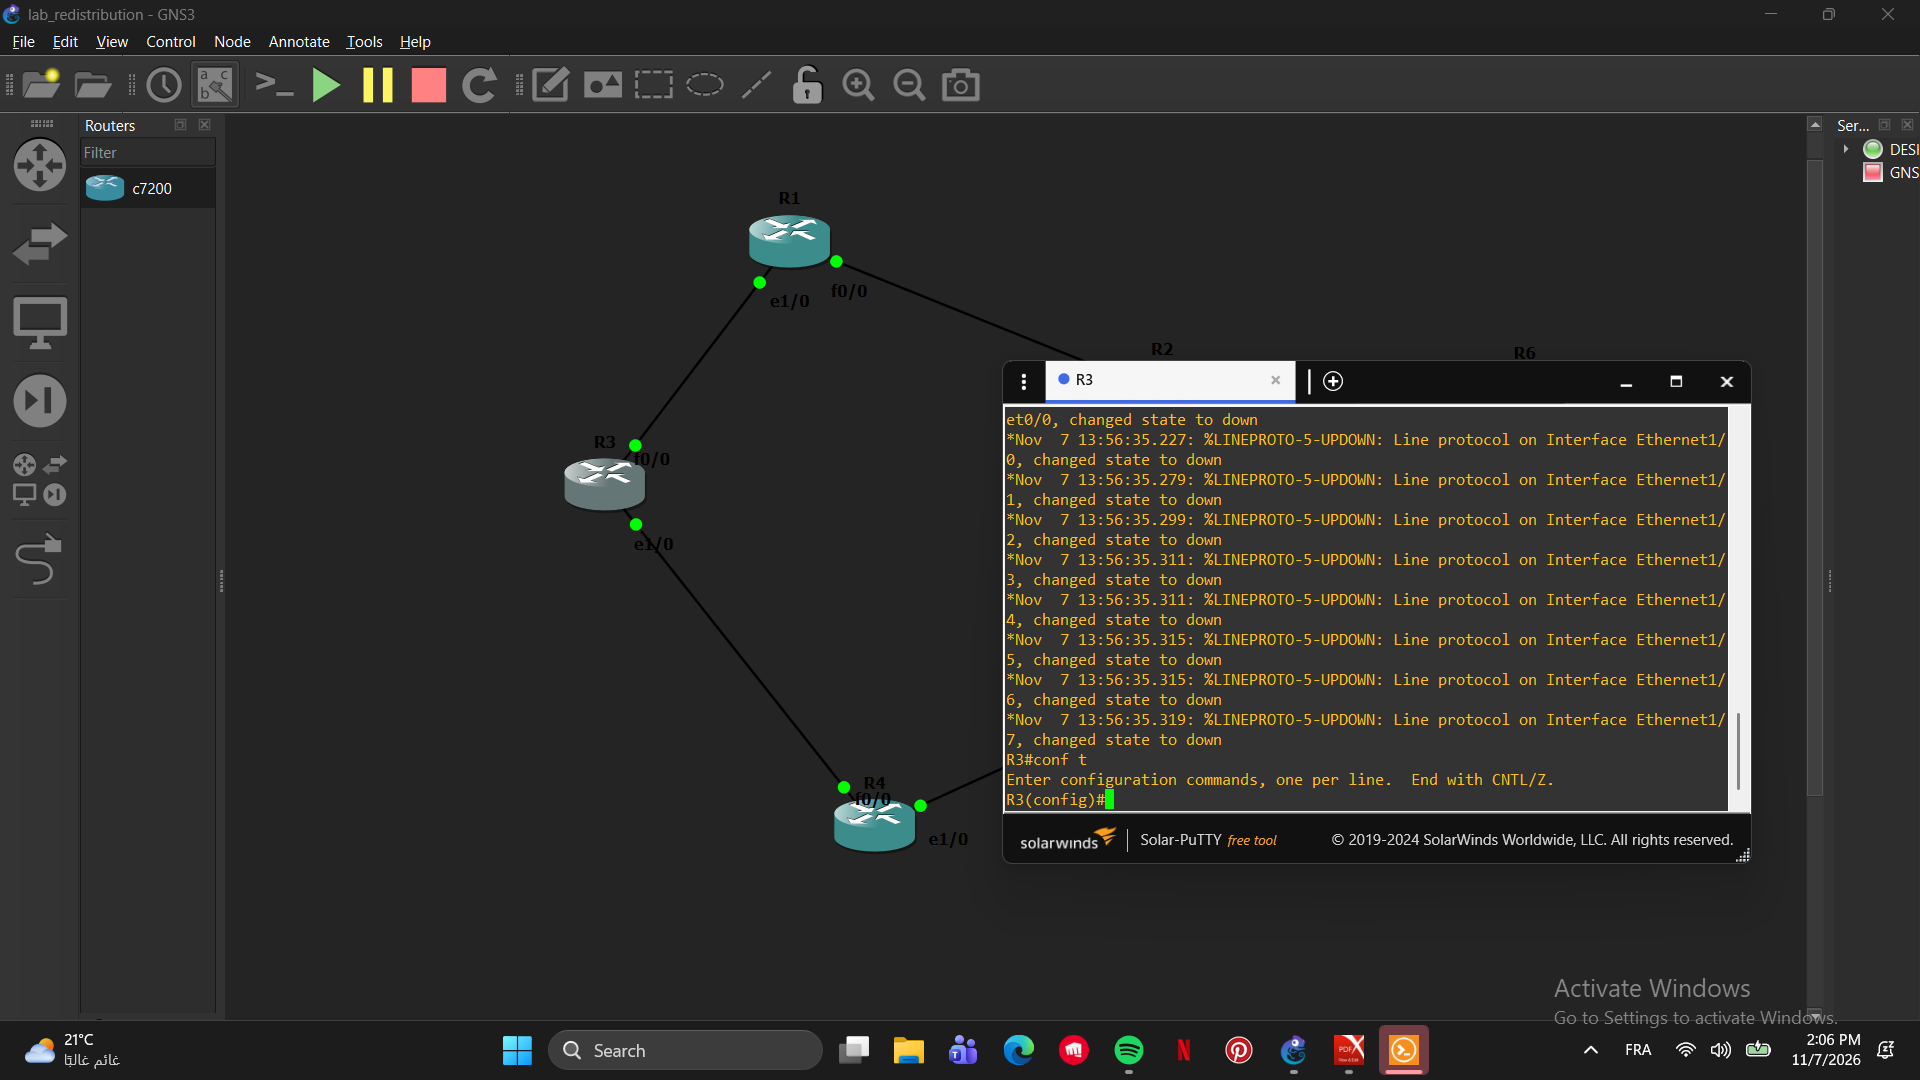 lab_redistribution - GNS3
File Edit View Control Node Annotate Tools Help
a c
b
Routers
Filter
c7200
Ser...
DESI
GNS
R1
e1/0
f0/0
R2
R6
R3
f0/0
e1/0
R4
f0/0
e1/0
R3
et0/0, changed state to down
*Nov  7 13:56:35.227: %LINEPROTO-5-UPDOWN: Line protocol on Interface Ethernet1/
0, changed state to down
*Nov  7 13:56:35.279: %LINEPROTO-5-UPDOWN: Line protocol on Interface Ethernet1/
1, changed state to down
*Nov  7 13:56:35.299: %LINEPROTO-5-UPDOWN: Line protocol on Interface Ethernet1/
2, changed state to down
*Nov  7 13:56:35.311: %LINEPROTO-5-UPDOWN: Line protocol on Interface Ethernet1/
3, changed state to down
*Nov  7 13:56:35.311: %LINEPROTO-5-UPDOWN: Line protocol on Interface Ethernet1/
4, changed state to down
*Nov  7 13:56:35.315: %LINEPROTO-5-UPDOWN: Line protocol on Interface Ethernet1/
5, changed state to down
*Nov  7 13:56:35.315: %LINEPROTO-5-UPDOWN: Line protocol on Interface Ethernet1/
6, changed state to down
*Nov  7 13:56:35.319: %LINEPROTO-5-UPDOWN: Line protocol on Interface Ethernet1/
7, changed state to down
R3#conf t
Enter configuration commands, one per line.  End with CNTL/Z.
R3(config)#
solarwinds Solar-PuTTY free tool © 2019-2024 SolarWinds Worldwide, LLC. All rights reserved.
Activate Windows
Go to Settings to activate Windows.
21°C
غائم غالبًا
Search
PDF
FRA
2:06 PM
11/7/2026